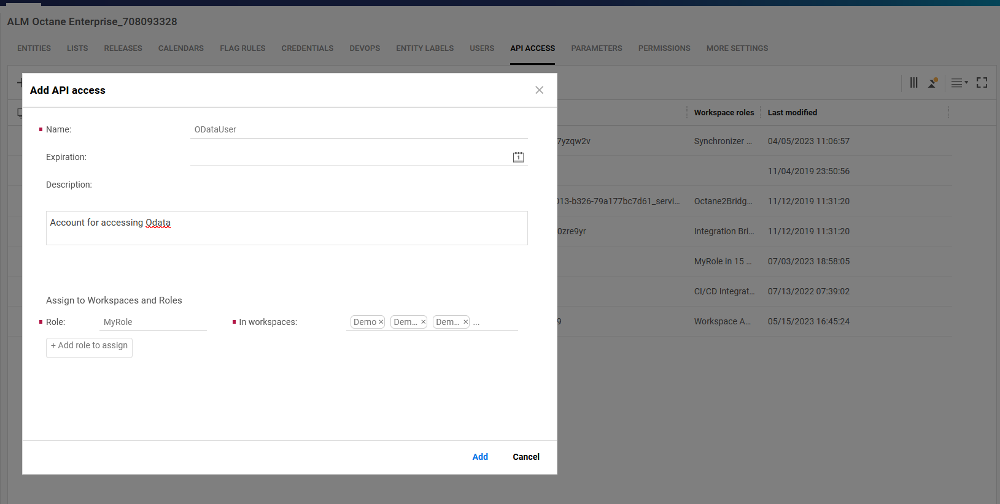 ALM Octane Enterprise_708093328
ENTITIES LISTS RELEASES CALENDARS FLAG RULES CREDENTIALS DEVOPS ENTITY LABELS USERS API ACCESS PARAMETERS PERMISSIONS MORE SETTINGS
Add API access
Workspace roles Last modified
Name: ODataUser
7yzqw2v Synchronizer ... 04/05/2023 11:06:57
Expiration: 1
11/04/2019 23:50:56
Description:
013-b326-79a177bc7d61_servi... Octane2Bridg... 11/12/2019 11:31:20
Account for accessing Odata
0zre9yr Integration Bri... 11/12/2019 11:31:20
MyRole in 15 ... 07/03/2023 18:58:05
CI/CD Integrat... 07/13/2022 07:39:02
Assign to Workspaces and Roles
Role: MyRole In workspaces: Demo × Dem... × Dem... × ...
9 Workspace A... 05/15/2023 16:45:24
+ Add role to assign
Add Cancel